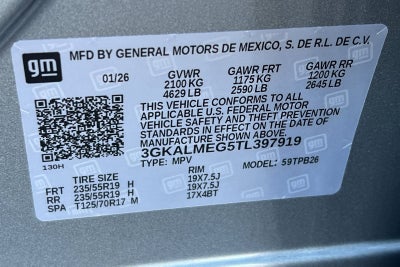 gm
MFD BY GENERAL MOTORS DE MEXICO, S. DE R.L. DE C.V.
01/26 GVWR GAWR FRT GAWR RR
2100 KG 1175 KG 1200 KG
4629 LB 2590 LB 2645 LB
THIS VEHICLE CONFORMS TO ALL
APPLICABLE U.S. FEDERAL MOTOR
VEHICLE SAFETY AND THEFT PREVENTION
STANDARDS IN EFFECT ON THE DATE OF
MANUFACTURE SHOWN ABOVE.
3GKALMEG5TL397919
130H TYPE: MPV MODEL: 59TPB26
TIRE SIZE RIM
FRT 235/55R19 H 19X7.5J
RR 235/55R19 H 19X7.5J
SPA T125/70R17 M 17X4BT